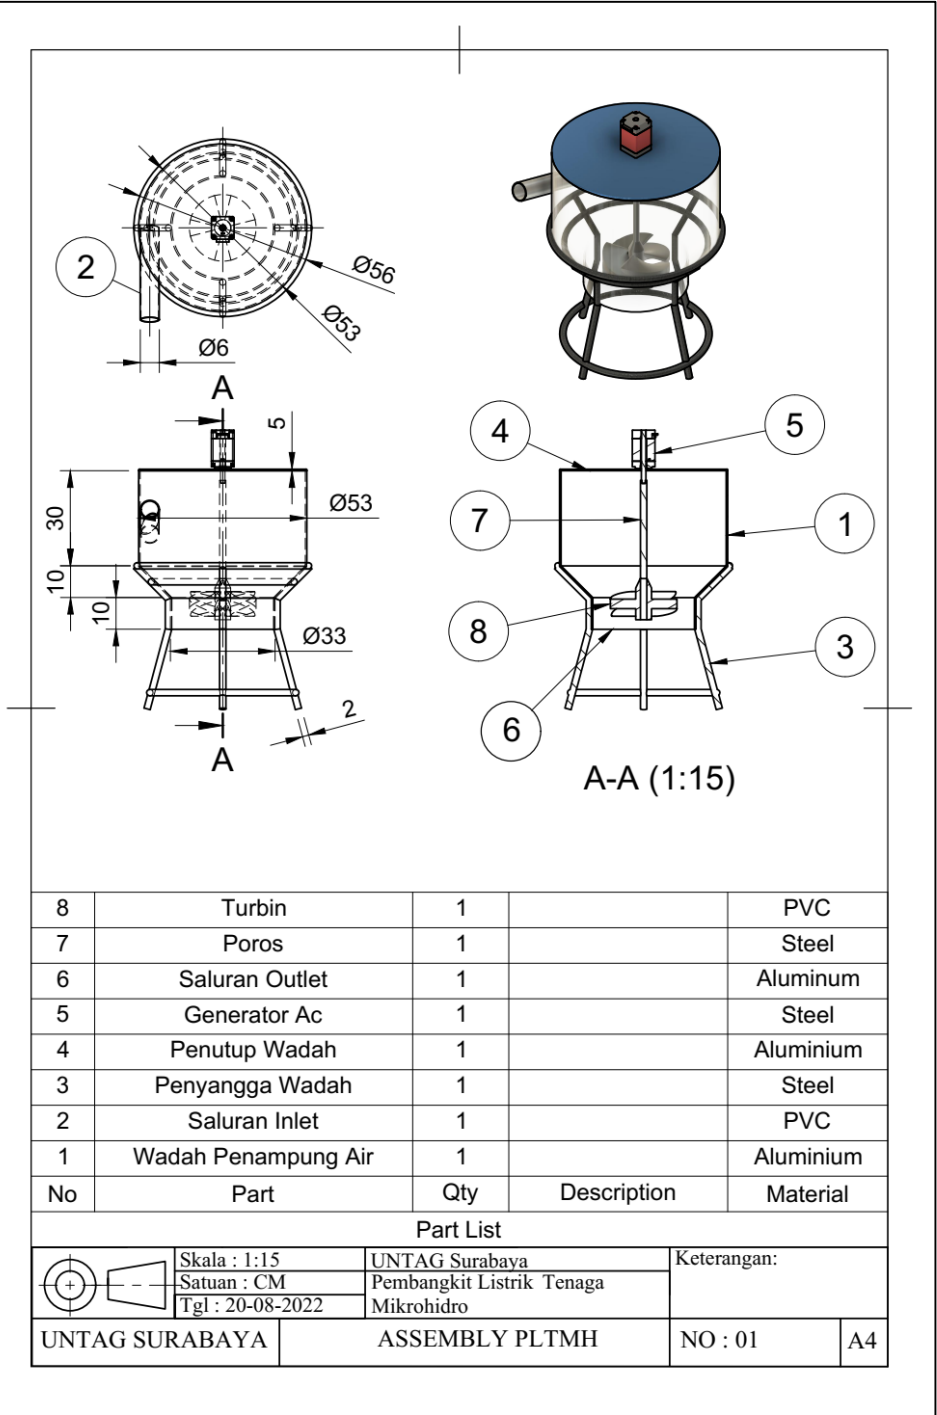 2
Ø56
Ø53
Ø6
A
5
30
Ø53
10
10
Ø33
2
A
4
5
7
1
8
3
6
A-A (1:15)
8 Turbin 1 PVC
7 Poros 1 Steel
6 Saluran Outlet 1 Aluminum
5 Generator Ac 1 Steel
4 Penutup Wadah 1 Aluminium
3 Penyangga Wadah 1 Steel
2 Saluran Inlet 1 PVC
1 Wadah Penampung Air 1 Aluminium
No Part Qty Description Material
Part List
Skala : 1:15 UNTAG Surabaya Keterangan:
Satuan : CM Pembangkit Listrik Tenaga
Tgl : 20-08-2022 Mikrohidro
UNTAG SURABAYA ASSEMBLY PLTMH NO : 01 A4